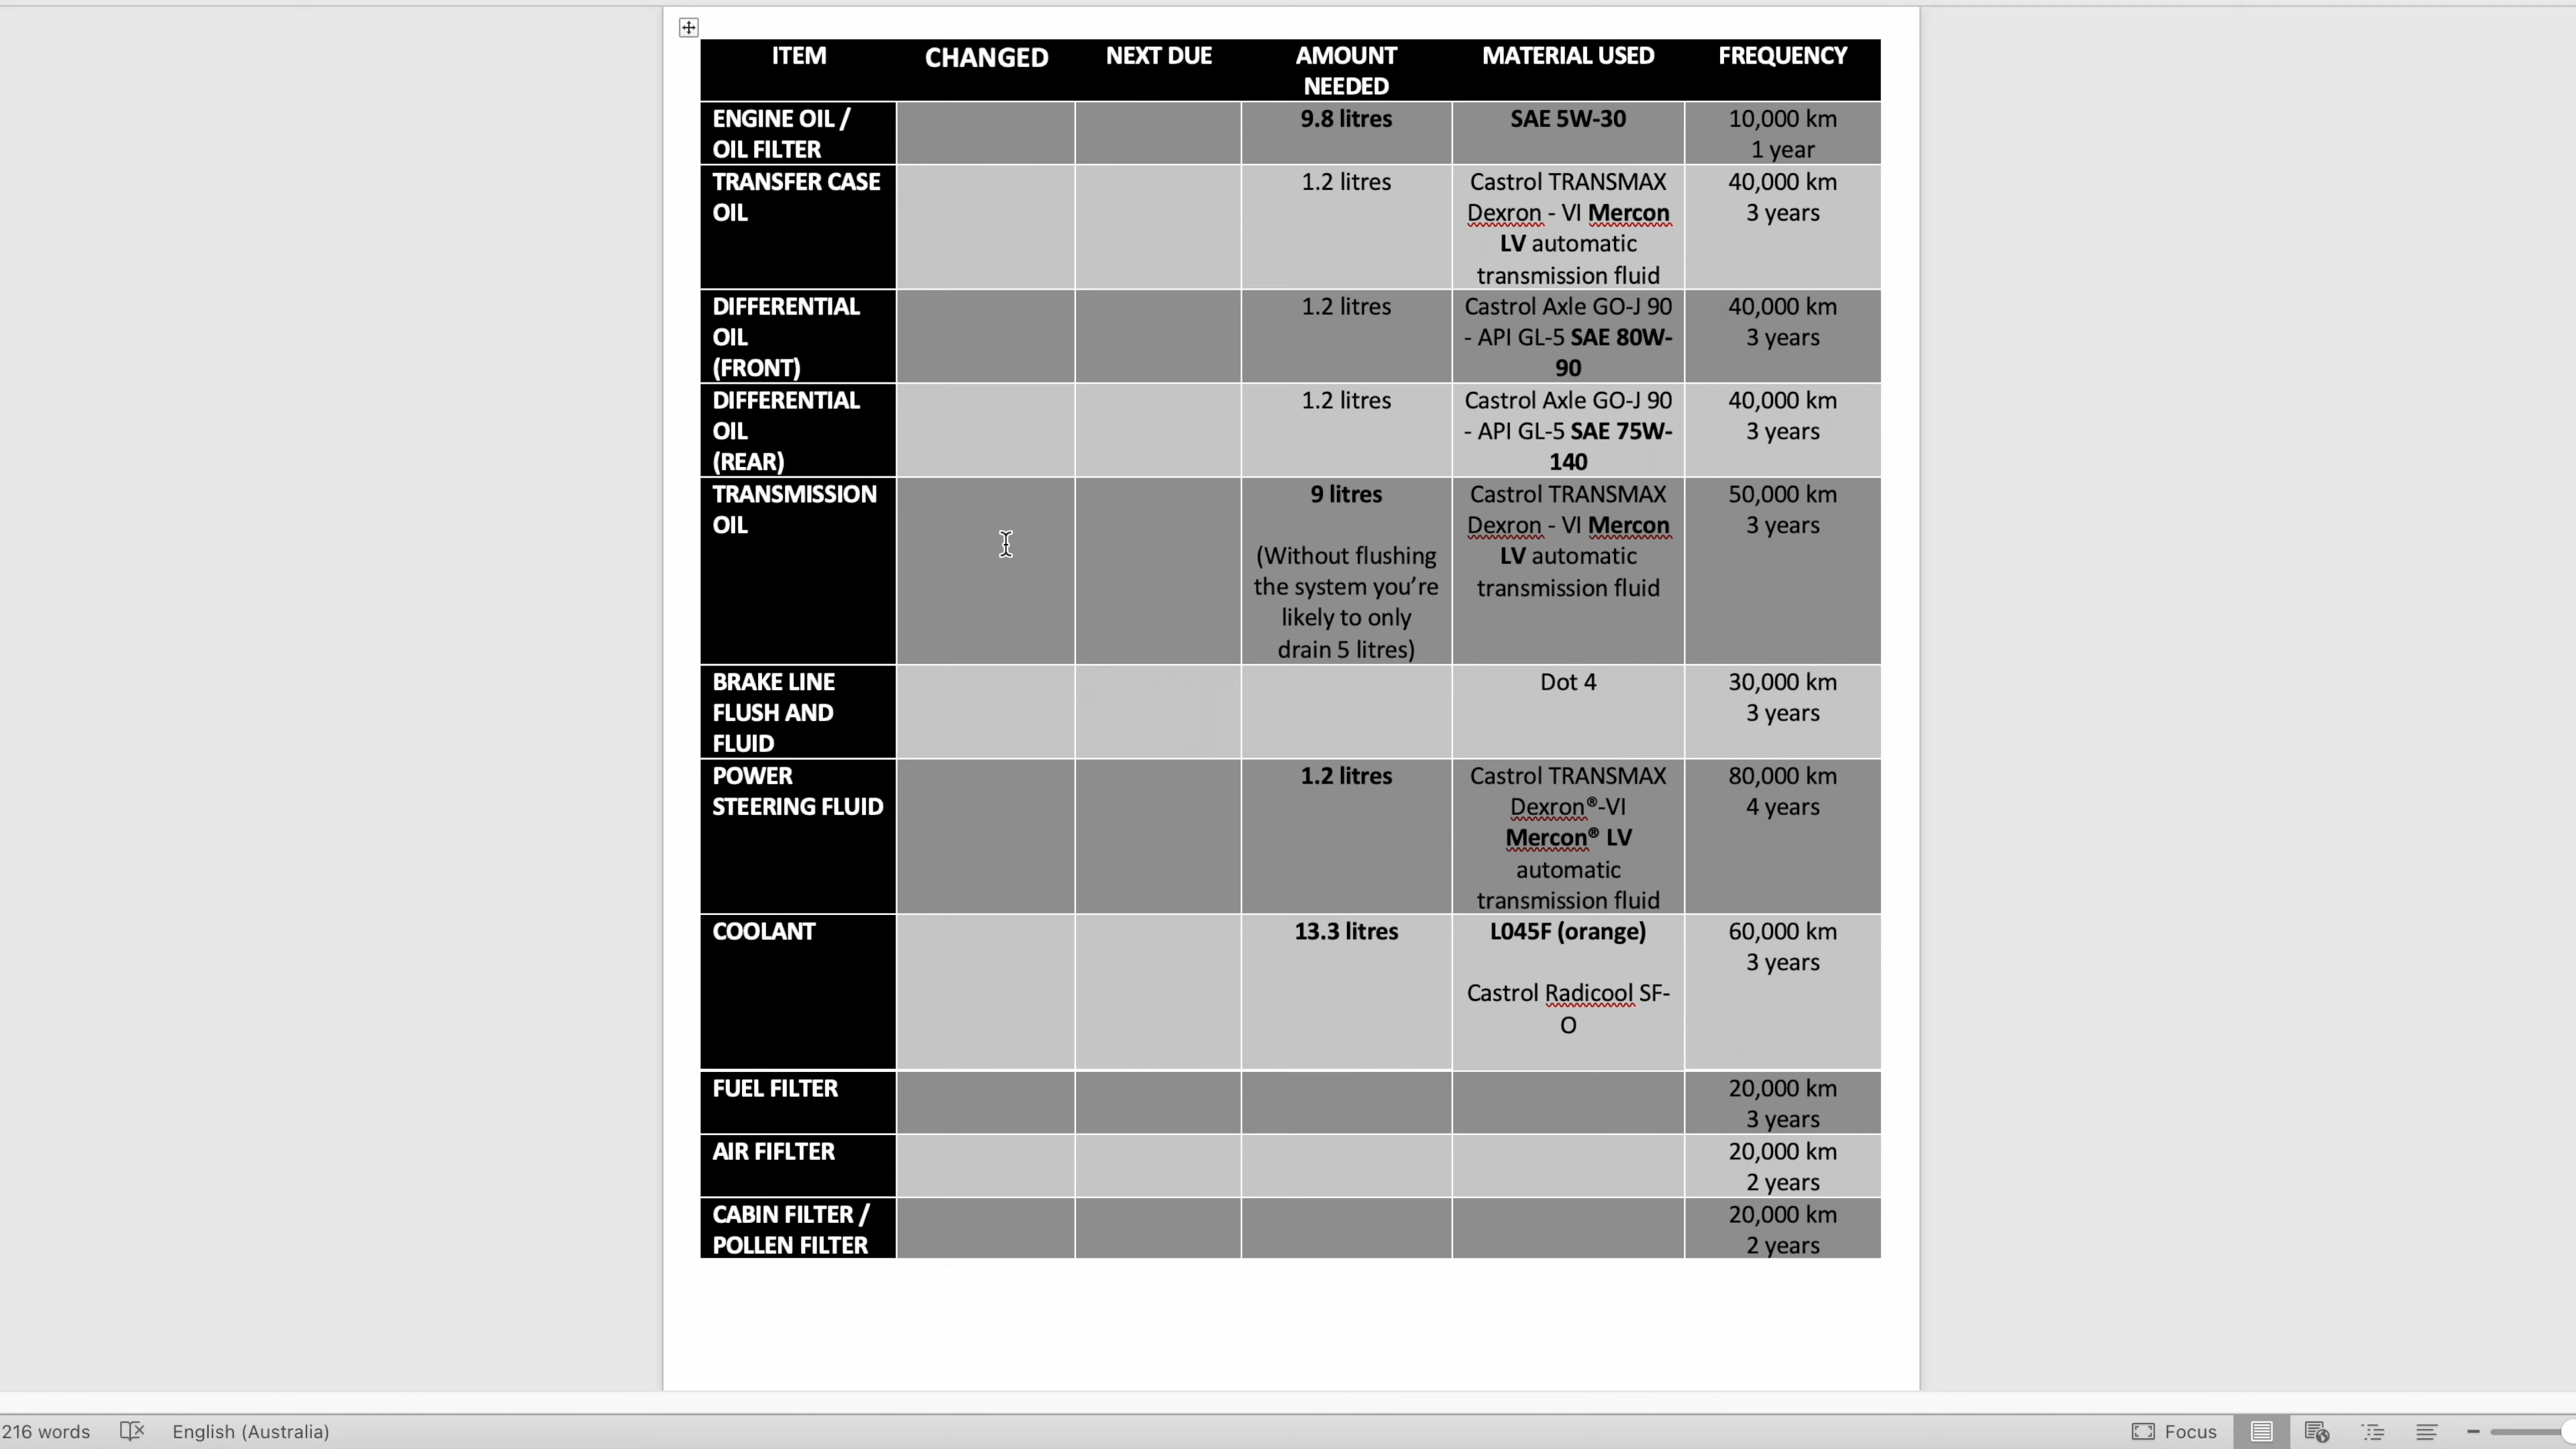 ITEM CHANGED NEXT DUE AMOUNT NEEDED MATERIAL USED FREQUENCY
ENGINE OIL /
OIL FILTER
9.8 litres
SAE 5W-30
10,000 km
1 year
TRANSFER CASE
OIL
1.2 litres
Castrol TRANSMAX
Dexron - VI Mercon
LV automatic
transmission fluid
40,000 km
3 years
DIFFERENTIAL
OIL
(FRONT)
1.2 litres
Castrol Axle GO-J 90
- API GL-5 SAE 80W-
90
40,000 km
3 years
DIFFERENTIAL
OIL
(REAR)
1.2 litres
Castrol Axle GO-J 90
- API GL-5 SAE 75W-
140
40,000 km
3 years
TRANSMISSION
OIL
9 litres
(Without flushing
the system you’re
likely to only
drain 5 litres)
Castrol TRANSMAX
Dexron - VI Mercon
LV automatic
transmission fluid
50,000 km
3 years
BRAKE LINE
FLUSH AND
FLUID
Dot 4
30,000 km
3 years
POWER
STEERING FLUID
1.2 litres
Castrol TRANSMAX
Dexron®-VI
Mercon® LV
automatic
transmission fluid
80,000 km
4 years
COOLANT
13.3 litres
L045F (orange)
Castrol Radicool SF-
O
60,000 km
3 years
FUEL FILTER
20,000 km
3 years
AIR FIFLTER
20,000 km
2 years
CABIN FILTER /
POLLEN FILTER
20,000 km
2 years
216 words English (Australia) Focus